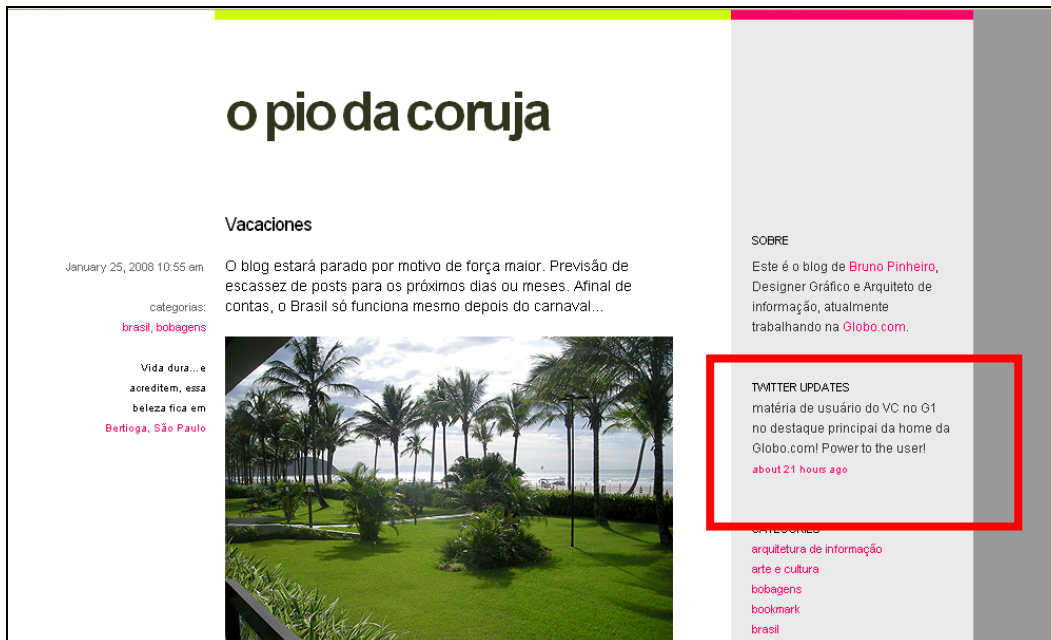 o pio da coruja
Vacaciones
January 25, 2008 10:55 am
categorias:
brasil, bobagens
Vida dura...e
acreditem, essa
beleza fica em
Bertioga, São Paulo
O blog estará parado por motivo de força maior. Previsão de
escassez de posts para os próximos dias ou meses. Afinal de
contas, o Brasil só funciona mesmo depois do carnaval...
SOBRE
Este é o blog de Bruno Pinheiro,
Designer Gráfico e Arquiteto de
informação, atualmente
trabalhando na Globo.com.
TWITTER UPDATES
matéria de usuário do VC no G1
no destaque principai da home da
Globo.com! Power to the user!
about 21 hours ago
CATEGORIES
arquitetura de informação
arte e cultura
bobagens
bookmark
brasil